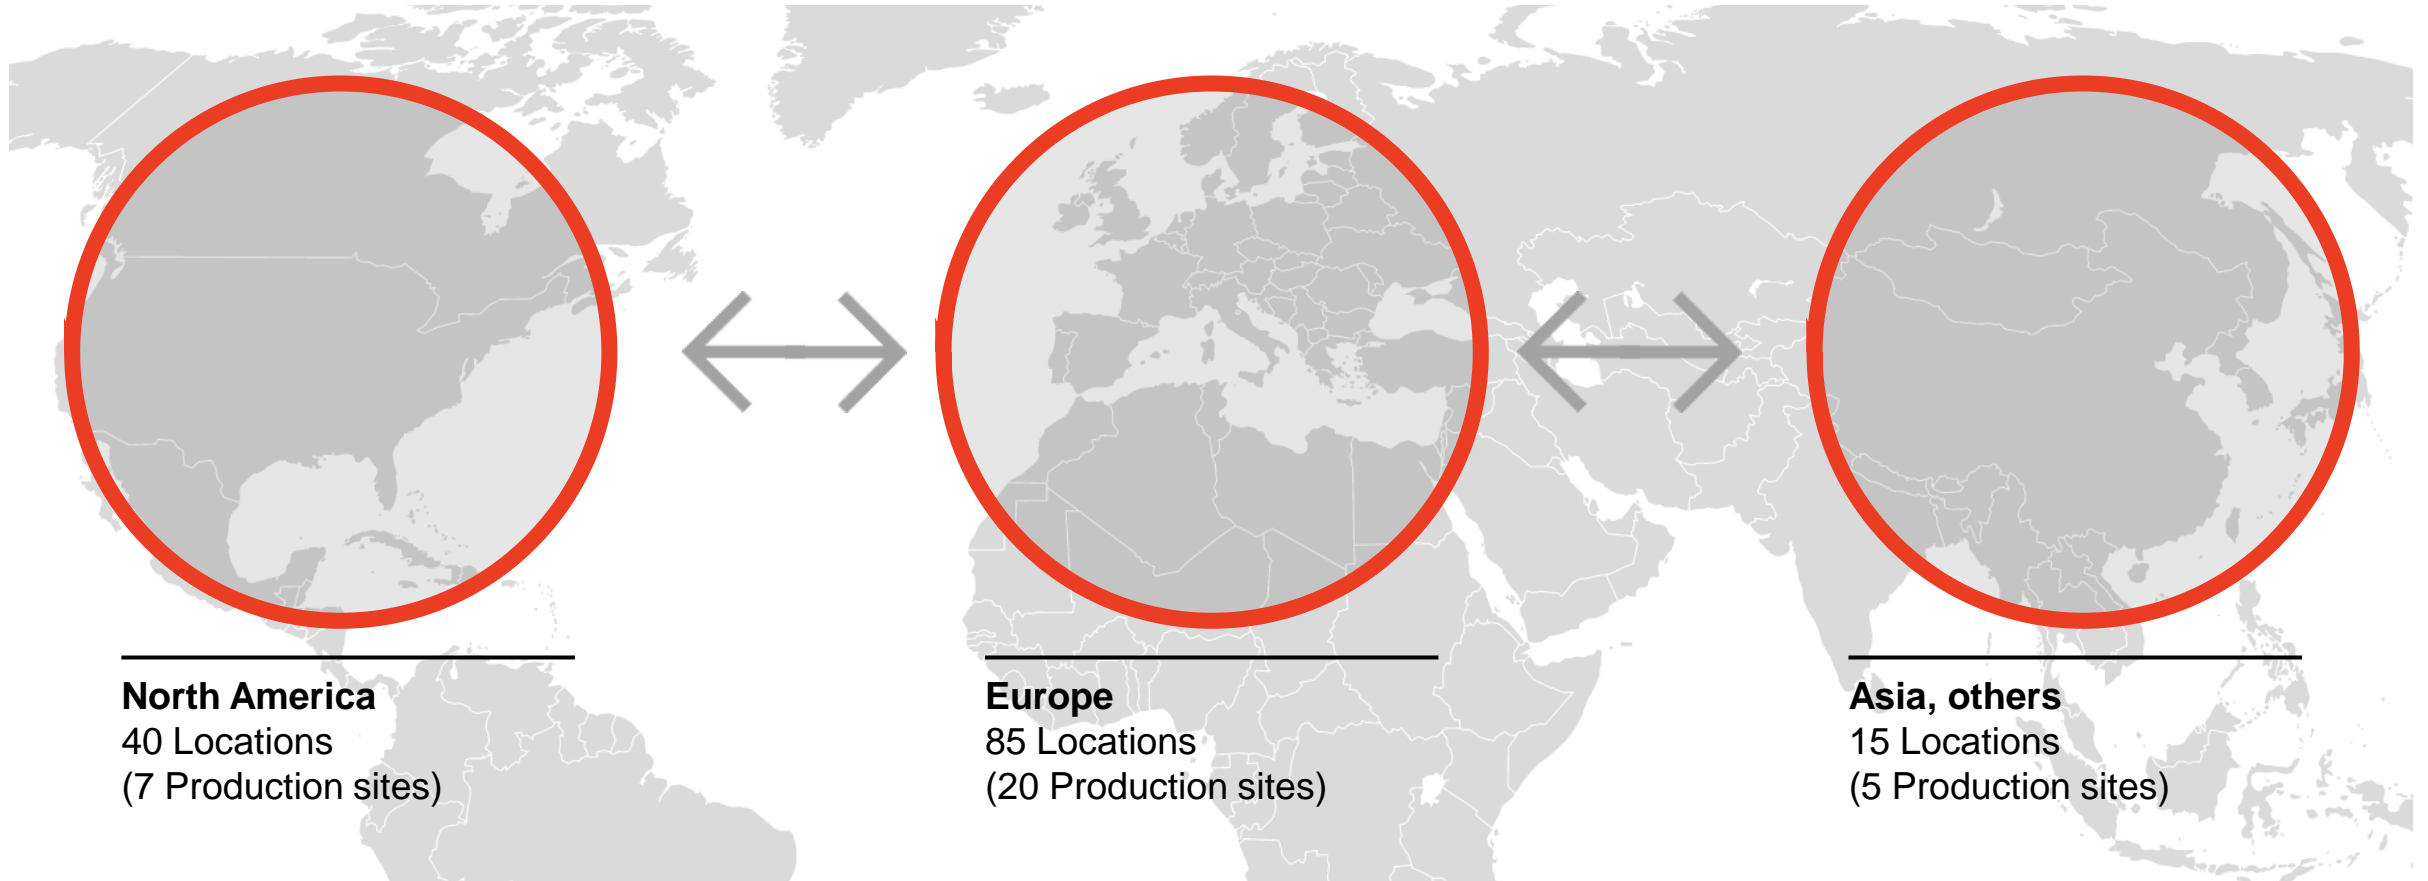 North America
40 Locations
(7 Production sites)
Europe
85 Locations
(20 Production sites)
Asia, others
15 Locations
(5 Production sites)